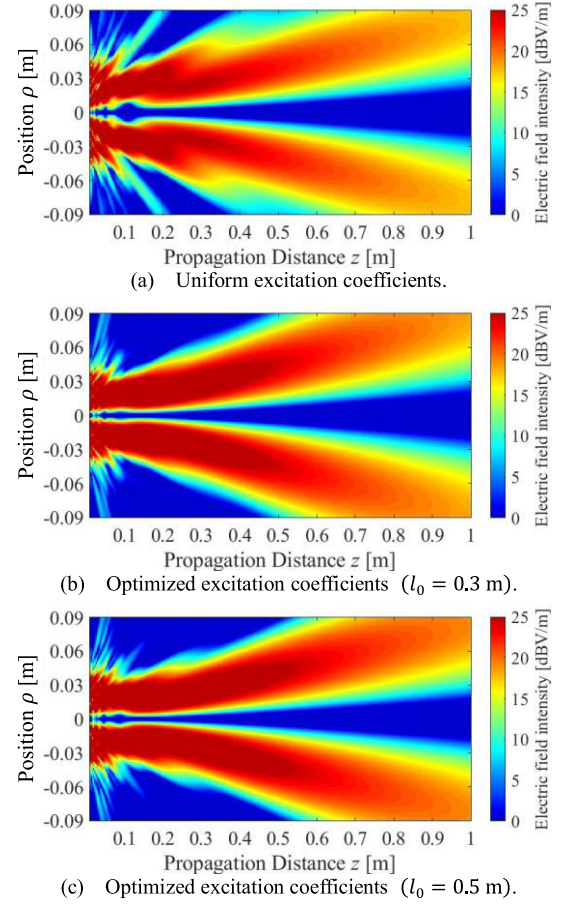 0.09
0.06
0.03
0
-0.03
-0.06
-0.09
Position ρ [m]
0.1 0.2 0.3 0.4 0.5 0.6 0.7 0.8 0.9 1
Propagation Distance z [m]
25
20
15
10
5
0
Electric field intensity [dBV/m]
(a) Uniform excitation coefficients.
0.09
0.06
0.03
0
-0.03
-0.06
-0.09
Position ρ [m]
0.1 0.2 0.3 0.4 0.5 0.6 0.7 0.8 0.9 1
Propagation Distance z [m]
25
20
15
10
5
0
Electric field intensity [dBV/m]
(b) Optimized excitation coefficients (l₀ = 0.3 m).
0.09
0.06
0.03
0
-0.03
-0.06
-0.09
Position ρ [m]
0.1 0.2 0.3 0.4 0.5 0.6 0.7 0.8 0.9 1
Propagation Distance z [m]
25
20
15
10
5
0
Electric field intensity [dBV/m]
(c) Optimized excitation coefficients (l₀ = 0.5 m).